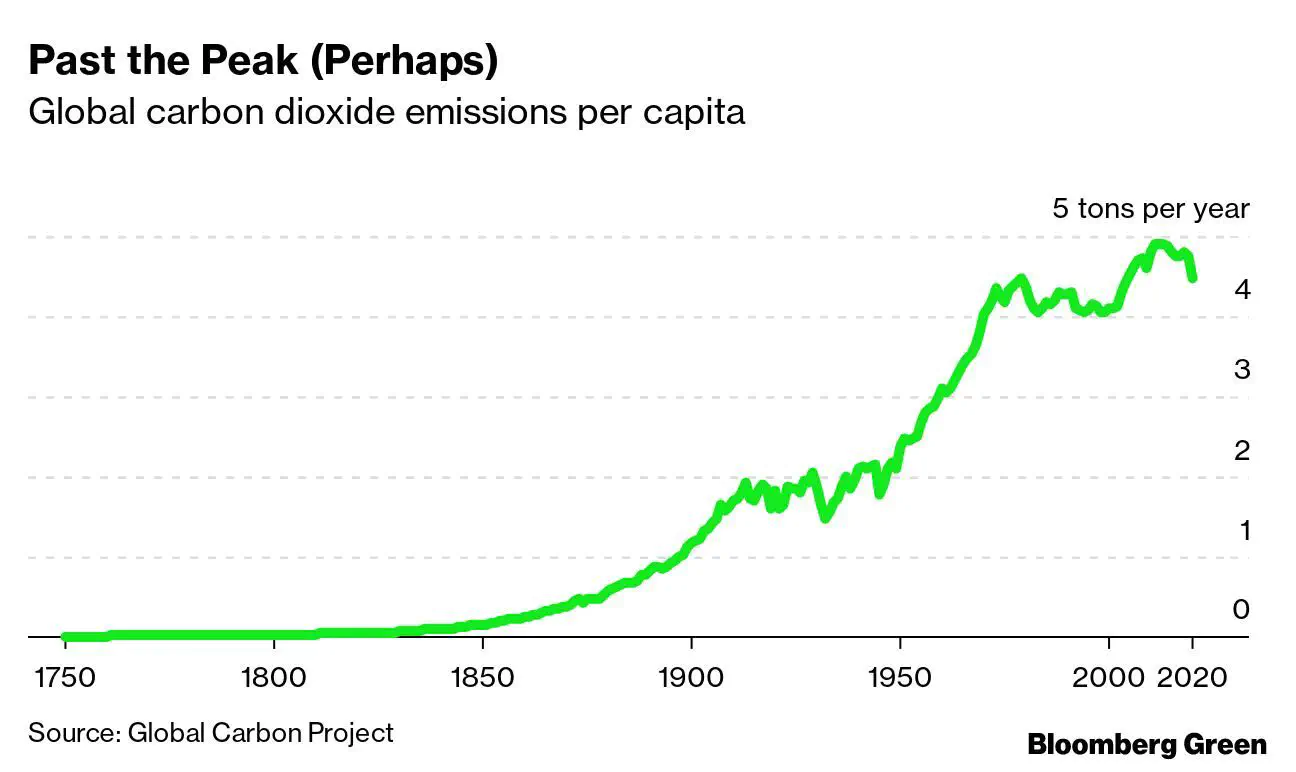 Past the Peak (Perhaps)
Global carbon dioxide emissions per capita
5 tons per year
4
3
2
1
0
1750 1800 1850 1900 1950 2000 2020
Source: Global Carbon Project
Bloomberg Green